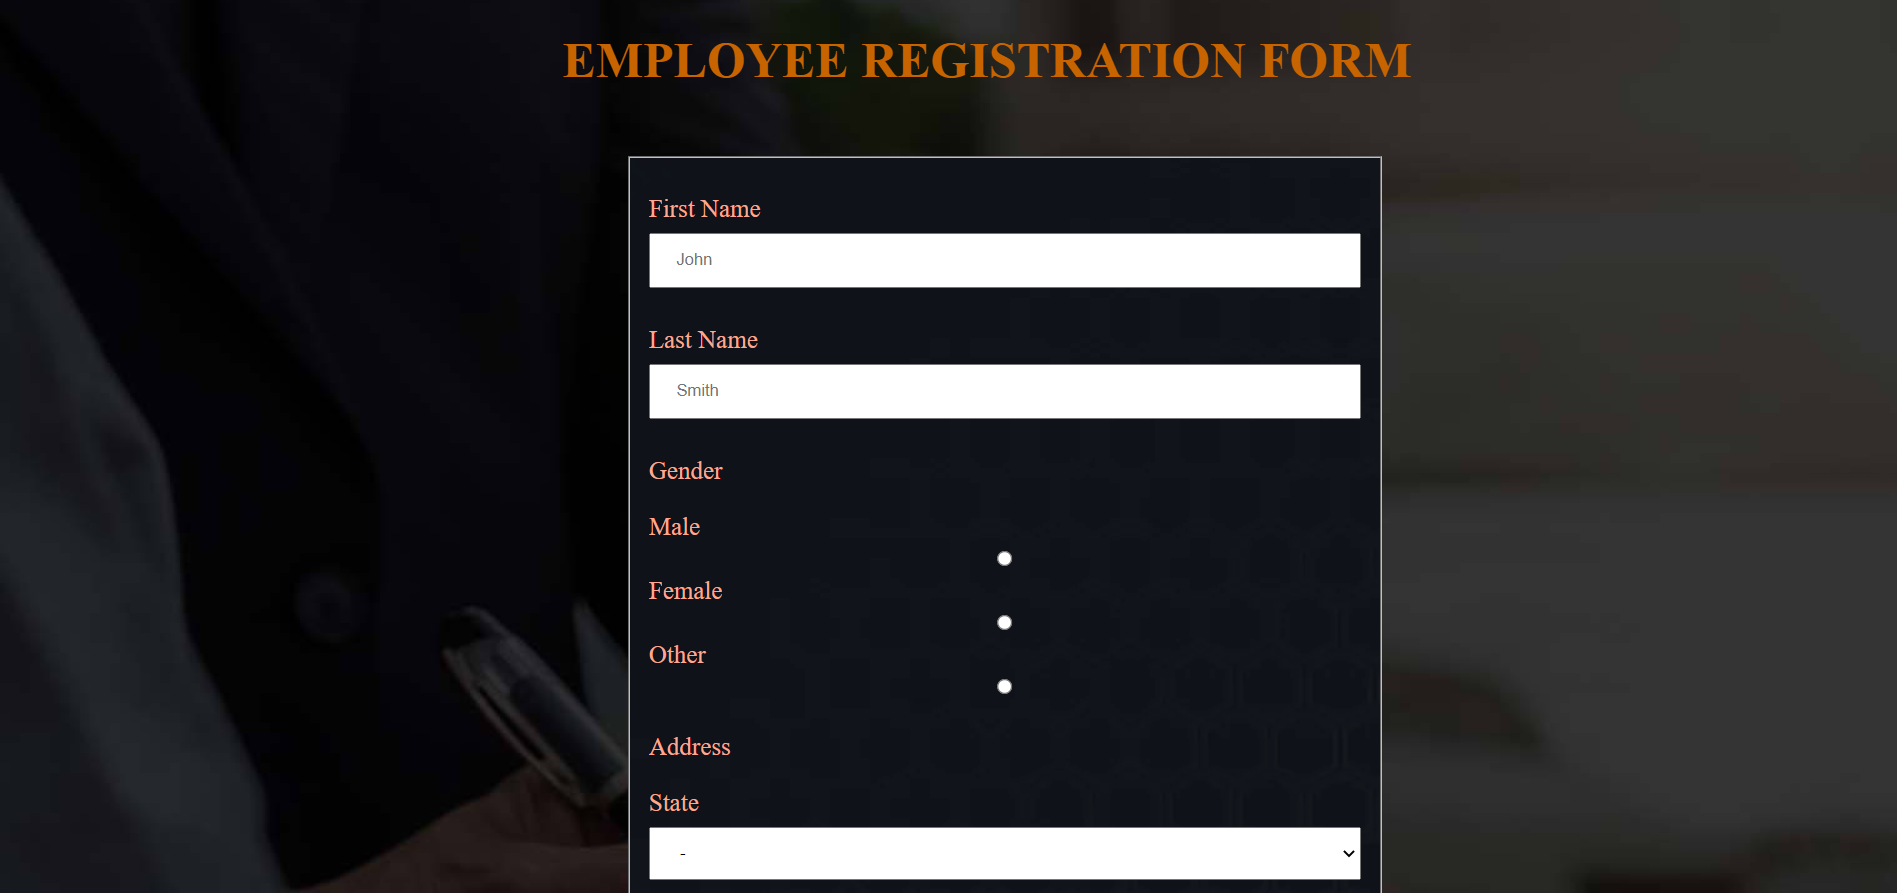 EMPLOYEE REGISTRATION FORM
First Name
John
Last Name
Smith
Gender
Male
Female
Other
Address
State
-